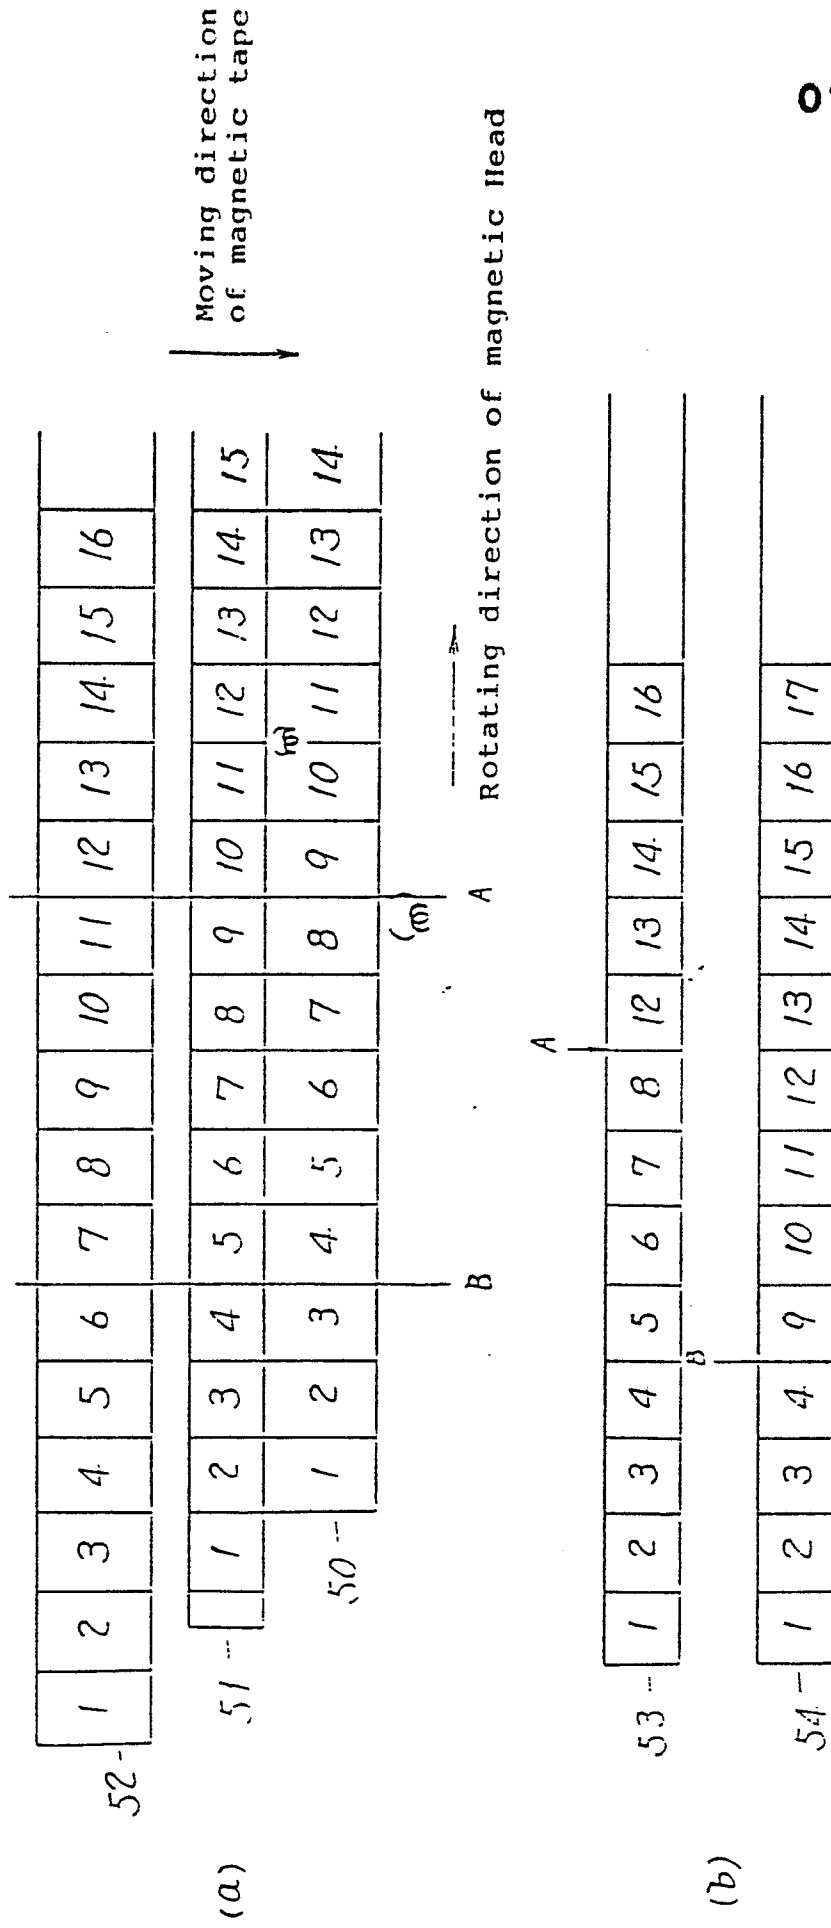 Moving direction
of magnetic tape
52
1 2 3 4 5 6 7 8 9 10 11 12 13 14 15 16
51
1 2 3 4 5 6 7 8 9 10 11 12 13 14 15
(m)
50
1 2 3 4 5 6 7 8 9 10 11 12 13 14
(m)
B
A
Rotating direction of magnetic Head
(a)
A
53
1 2 3 4 5 6 7 8 12 13 14 15 16
B
54
1 2 3 4 9 10 11 12 13 14 15 16 17
(b)